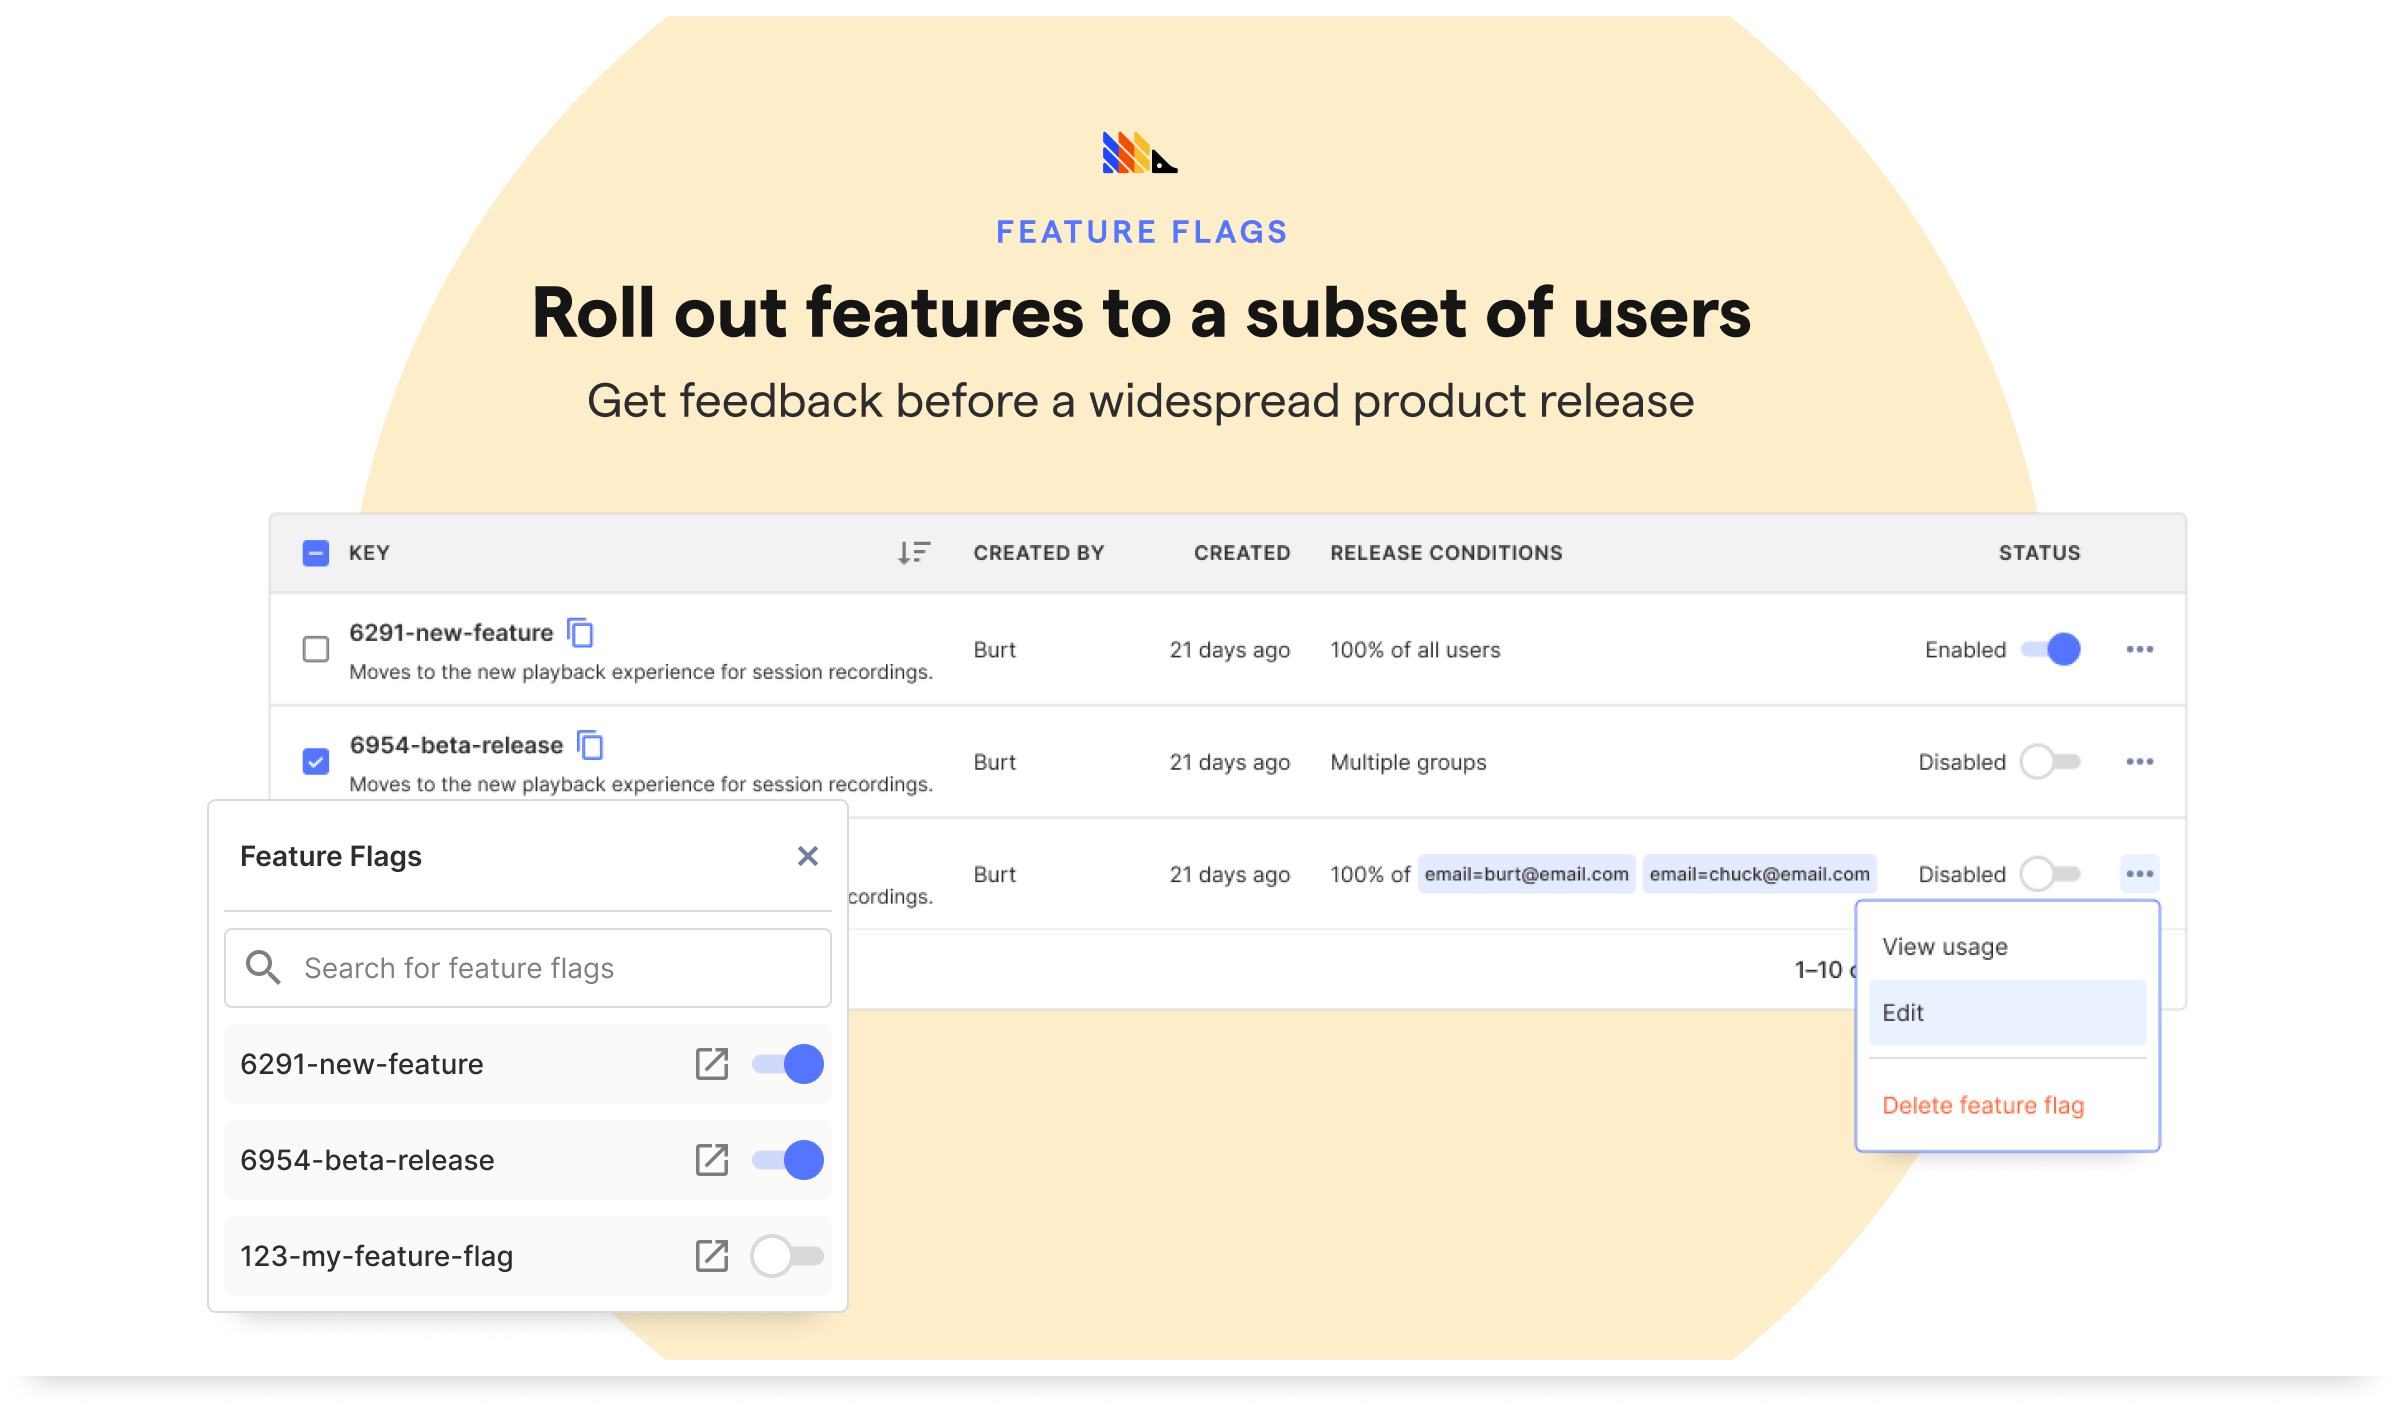 FEATURE FLAGS
Roll out features to a subset of users
Get feedback before a widespread product release
KEY CREATED BY CREATED RELEASE CONDITIONS STATUS
6291-new-feature
Moves to the new playback experience for session recordings.
Burt 21 days ago 100% of all users Enabled
6954-beta-release
Moves to the new playback experience for session recordings.
Burt 21 days ago Multiple groups Disabled
Burt 21 days ago 100% of email=burt@email.com email=chuck@email.com Disabled
cordings.
1–10
View usage
Edit
Delete feature flag
Feature Flags
Search for feature flags
6291-new-feature
6954-beta-release
123-my-feature-flag